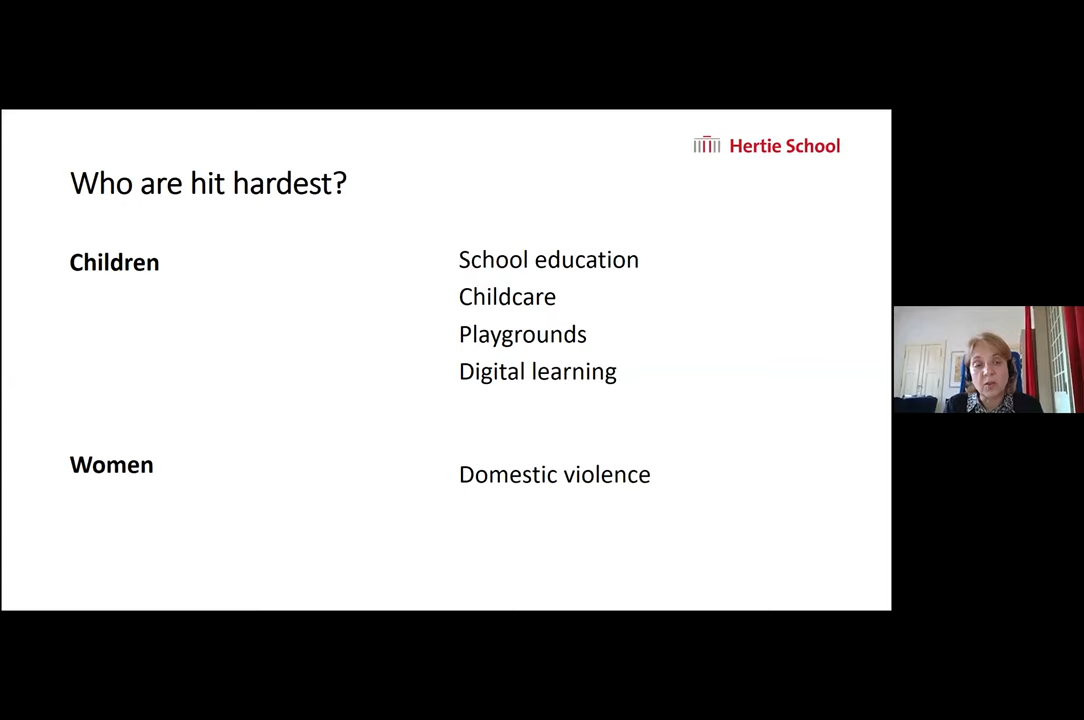 Hertie School
Who are hit hardest?
Children
School education
Childcare
Playgrounds
Digital learning
Women
Domestic violence